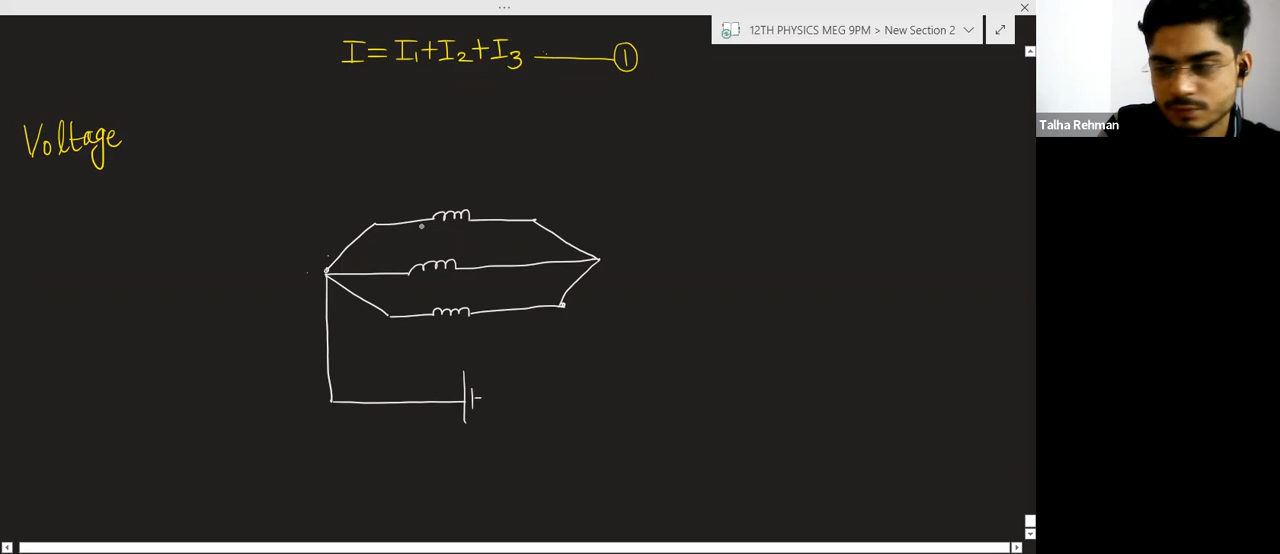 12TH PHYSICS MEG 9PM > New Section 2
I = I₁ + I₂ + I₃ ——— ①
Voltage
Talha Rehman